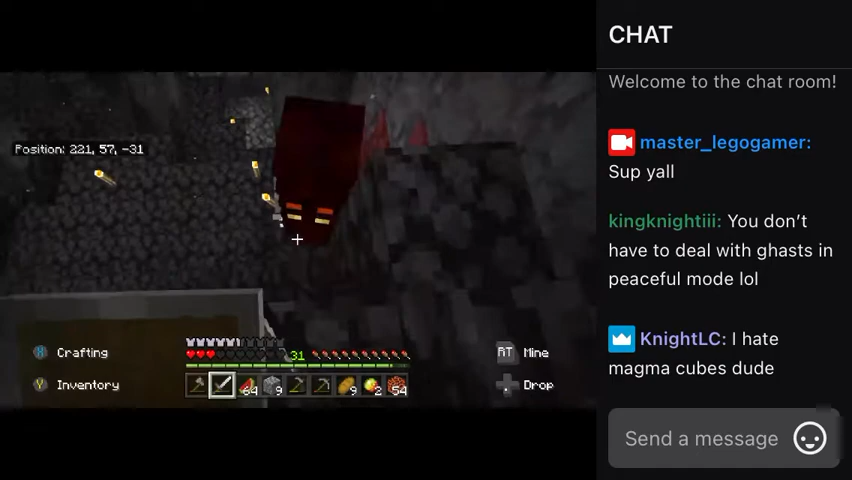 CHAT
Welcome to the chat room!
master_legogamer:
Sup yall
kingknightiii: You don't
have to deal with ghasts in
peaceful mode lol
KnightLC: I hate
magma cubes dude
Send a message
Position: 221, 57, -31
31
X Crafting
RT Mine
Y Inventory
64 9 9 2 54
Drop